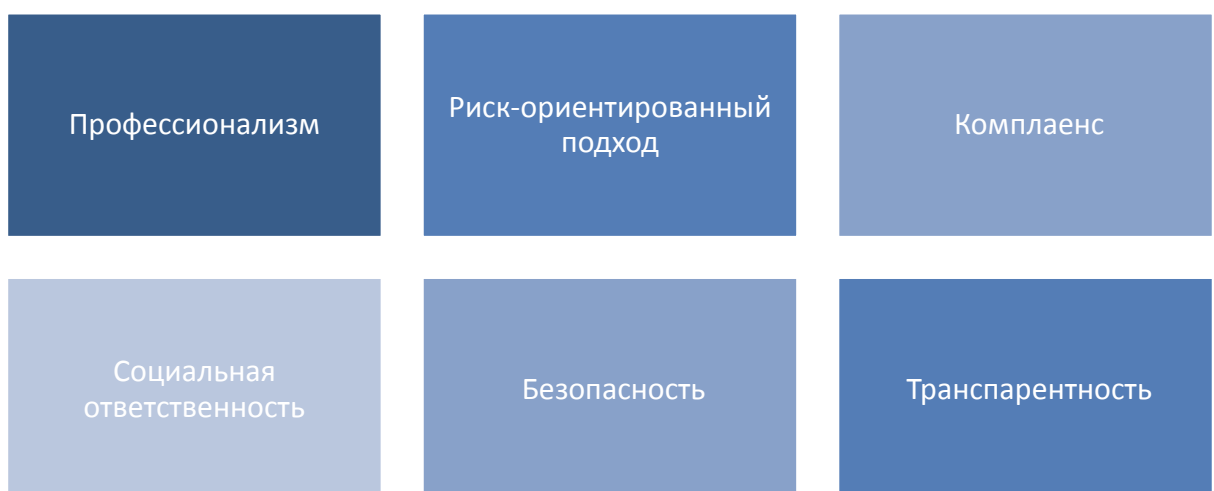 Профессионализм
Риск-ориентированный
подход
Комплаенс
Социальная
ответственность
Безопасность
Транспарентность